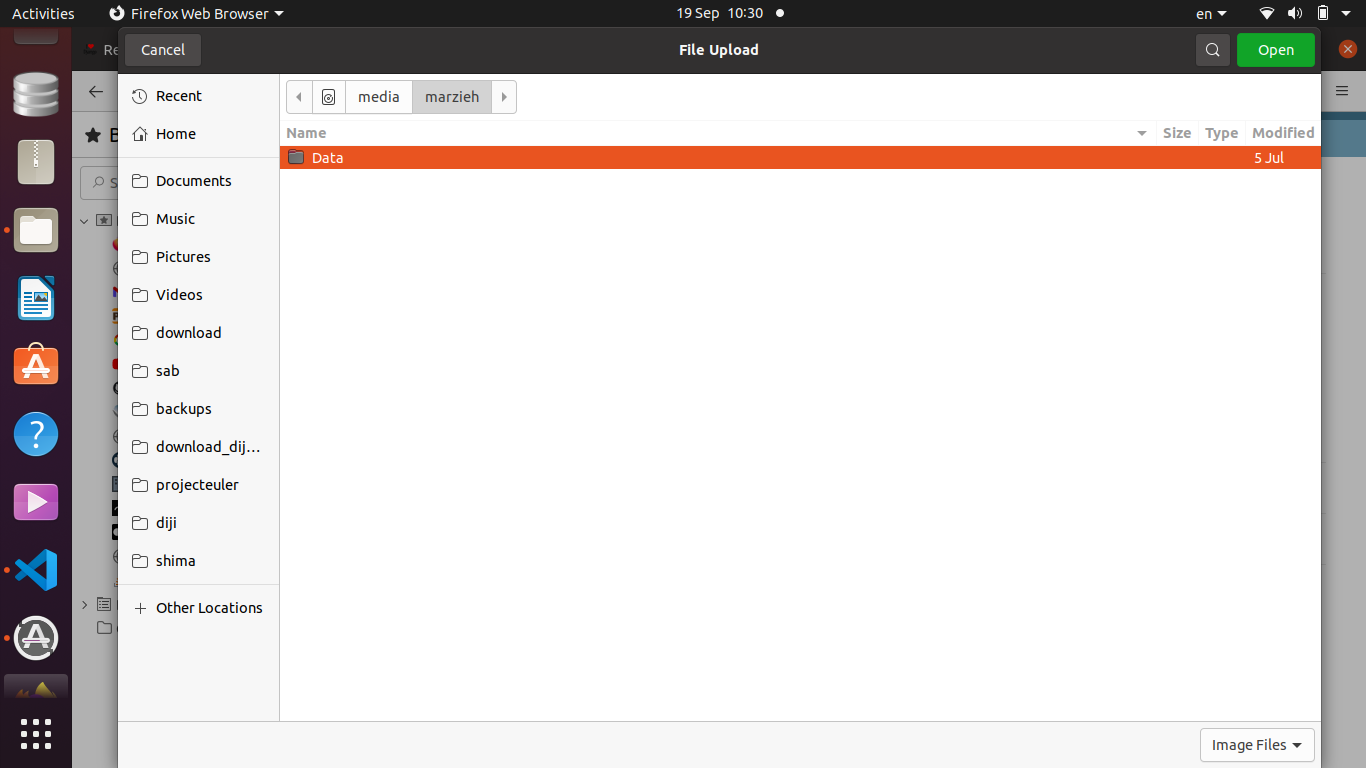 Activities Firefox Web Browser 19 Sep 10:30 en
Re Cancel File Upload Open
Recent media marzieh
Name Size Type Modified
Home
Data 5 Jul
Documents
Music
Pictures
Videos
download
sab
backups
download_dij…
projecteuler
diji
shima
Other Locations
Image Files